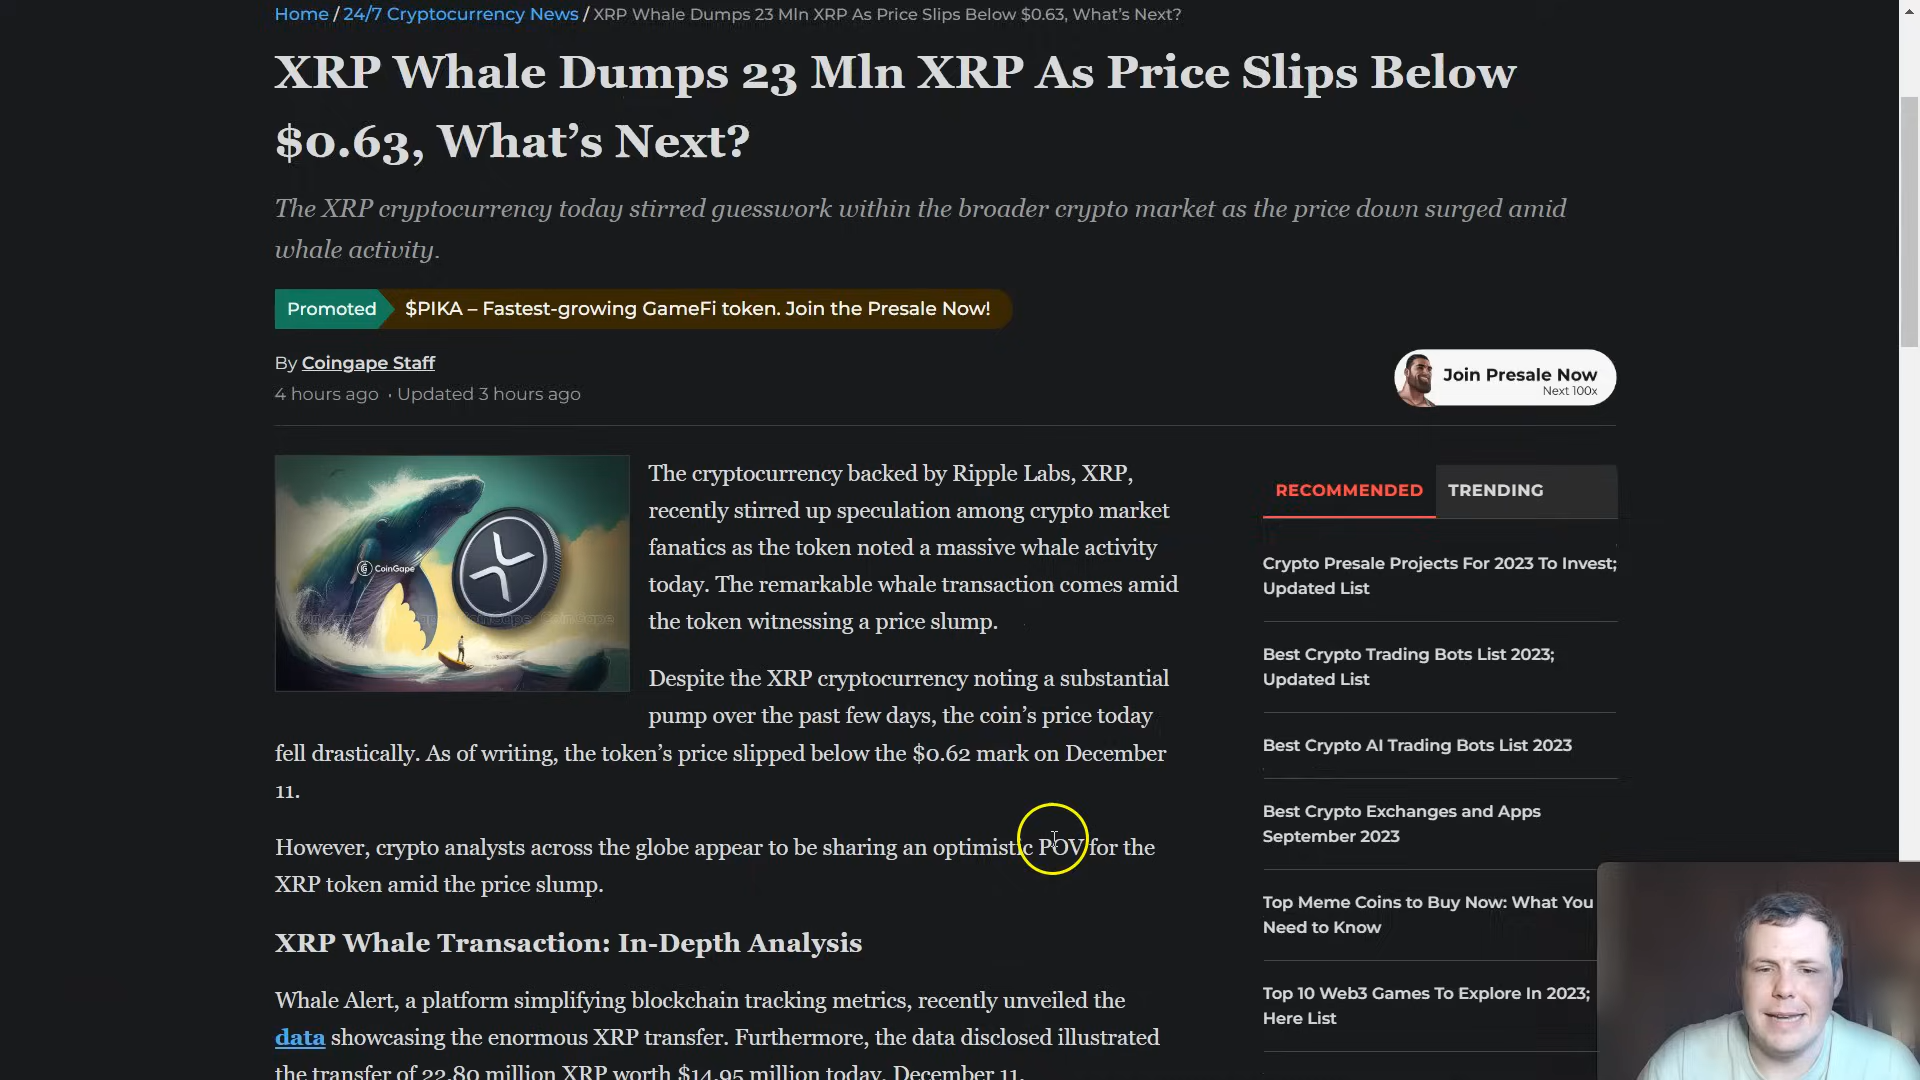 Home / 24/7 Cryptocurrency News / XRP Whale Dumps 23 Mln XRP As Price Slips Below $0.63, What's Next?
XRP Whale Dumps 23 Mln XRP As Price Slips Below
$0.63, What's Next?
The XRP cryptocurrency today stirred guesswork within the broader crypto market as the price down surged amid
whale activity.
Promoted
$PIKA – Fastest-growing GameFi token. Join the Presale Now!
By Coingape Staff
4 hours ago • Updated 3 hours ago
Join Presale Now
Next 100x
CoinGape
The cryptocurrency backed by Ripple Labs, XRP,
recently stirred up speculation among crypto market
fanatics as the token noted a massive whale activity
today. The remarkable whale transaction comes amid
the token witnessing a price slump.
Despite the XRP cryptocurrency noting a substantial
pump over the past few days, the coin's price today
fell drastically. As of writing, the token's price slipped below the $0.62 mark on December
11.
However, crypto analysts across the globe appear to be sharing an optimistic POV for the
XRP token amid the price slump.
XRP Whale Transaction: In-Depth Analysis
Whale Alert, a platform simplifying blockchain tracking metrics, recently unveiled the
data showcasing the enormous XRP transfer. Furthermore, the data disclosed illustrated
the transfer of 22.80 million XRP worth $14.95 million today, December 11.
RECOMMENDED
TRENDING
Crypto Presale Projects For 2023 To Invest;
Updated List
Best Crypto Trading Bots List 2023;
Updated List
Best Crypto AI Trading Bots List 2023
Best Crypto Exchanges and Apps
September 2023
Top Meme Coins to Buy Now: What You
Need to Know
Top 10 Web3 Games To Explore In 2023;
Here List